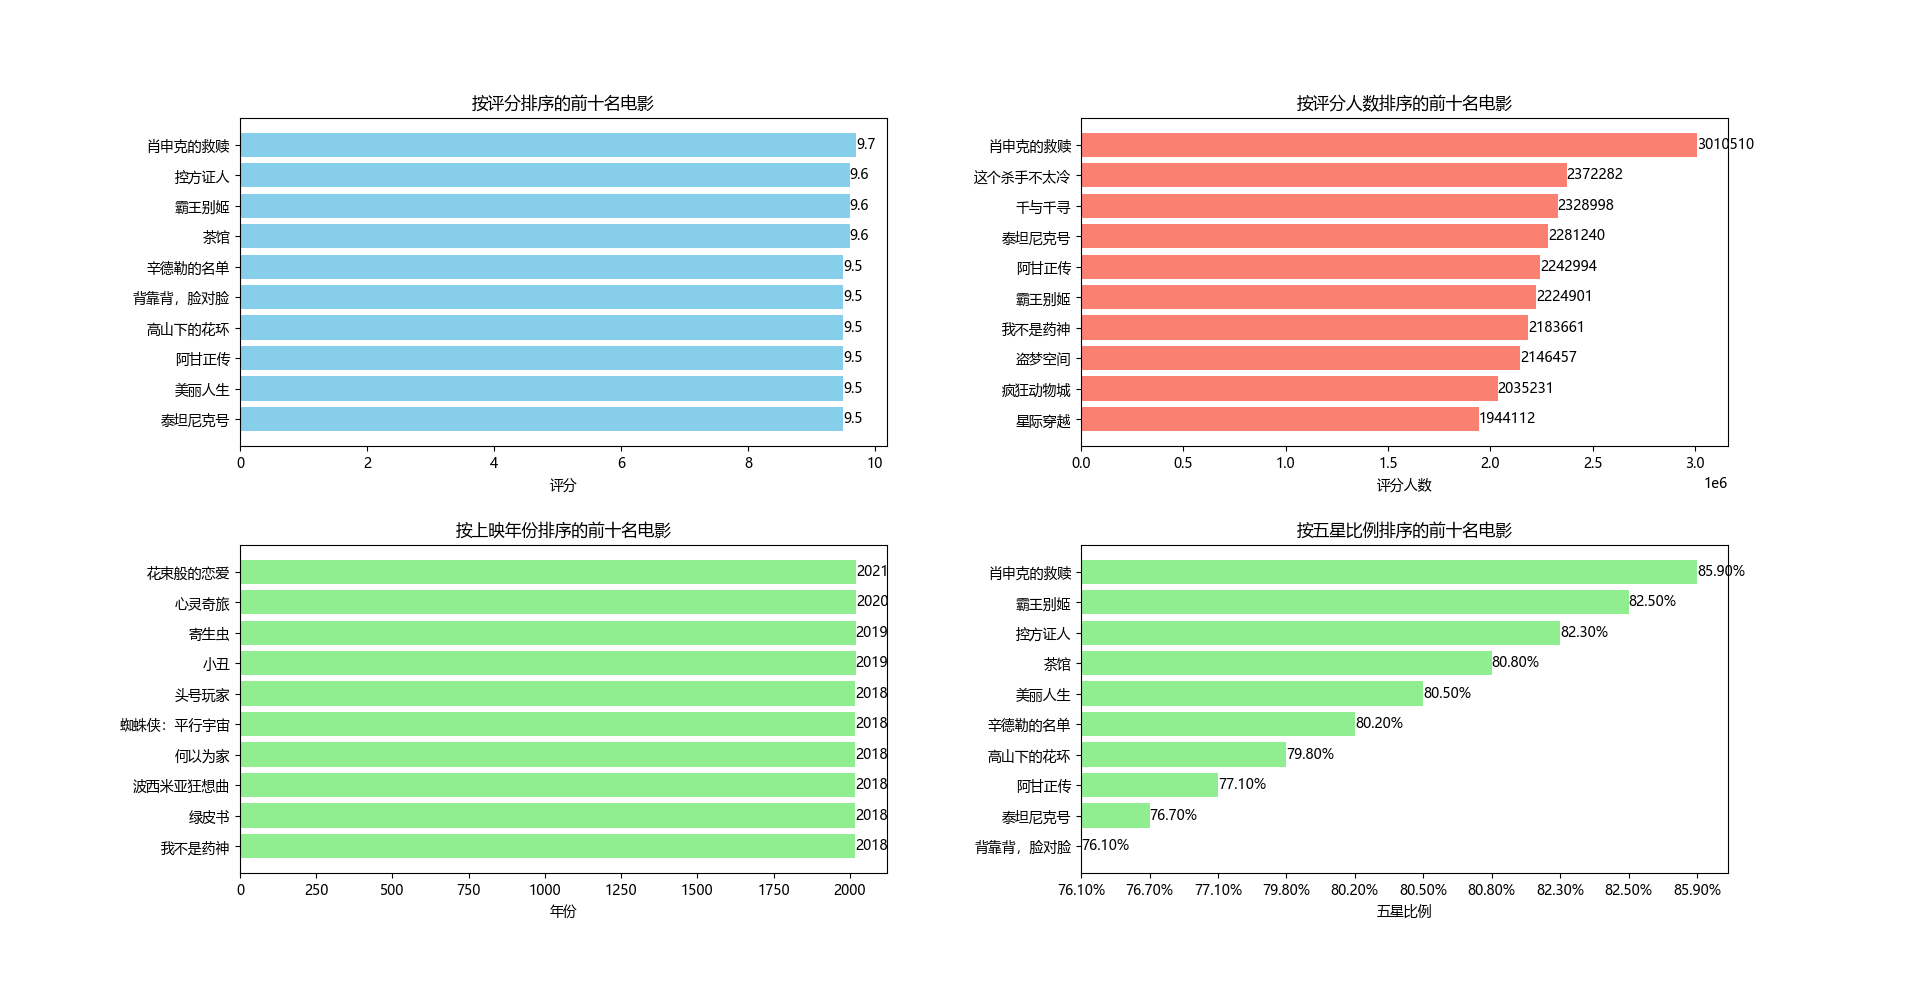 按评分排序的前十名电影
肖申克的救赎 9.7
控方证人 9.6
霸王别姬 9.6
茶馆 9.6
辛德勒的名单 9.5
背靠背，脸对脸 9.5
高山下的花环 9.5
阿甘正传 9.5
美丽人生 9.5
泰坦尼克号 9.5
0 2 4 6 8 10
评分
按评分人数排序的前十名电影
肖申克的救赎 3010510
这个杀手不太冷 2372282
千与千寻 2328998
泰坦尼克号 2281240
阿甘正传 2242994
霸王别姬 2224901
我不是药神 2183661
盗梦空间 2146457
疯狂动物城 2035231
星际穿越 1944112
0.0 0.5 1.0 1.5 2.0 2.5 3.0
评分人数
1e6
按上映年份排序的前十名电影
花束般的恋爱 2021
心灵奇旅 2020
寄生虫 2019
小丑 2019
头号玩家 2018
蜘蛛侠：平行宇宙 2018
何以为家 2018
波西米亚狂想曲 2018
绿皮书 2018
我不是药神 2018
0 250 500 750 1000 1250 1500 1750 2000
年份
按五星比例排序的前十名电影
肖申克的救赎 85.90%
霸王别姬 82.50%
控方证人 82.30%
茶馆 80.80%
美丽人生 80.50%
辛德勒的名单 80.20%
高山下的花环 79.80%
阿甘正传 77.10%
泰坦尼克号 76.70%
背靠背，脸对脸 76.10%
76.10% 76.70% 77.10% 79.80% 80.20% 80.50% 80.80% 82.30% 82.50% 85.90%
五星比例